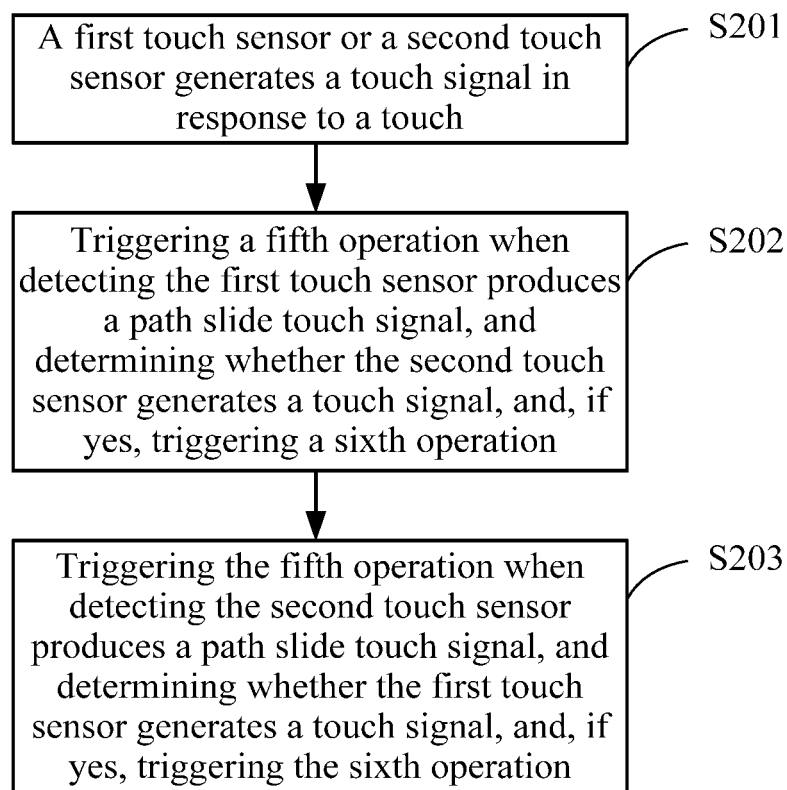 A first touch sensor or a second touch
sensor generates a touch signal in
response to a touch
S201
Triggering a fifth operation when
detecting the first touch sensor produces
a path slide touch signal, and
determining whether the second touch
sensor generates a touch signal, and, if
yes, triggering a sixth operation
S202
Triggering the fifth operation when
detecting the second touch sensor
produces a path slide touch signal, and
determining whether the first touch
sensor generates a touch signal, and, if
yes, triggering the sixth operation
S203